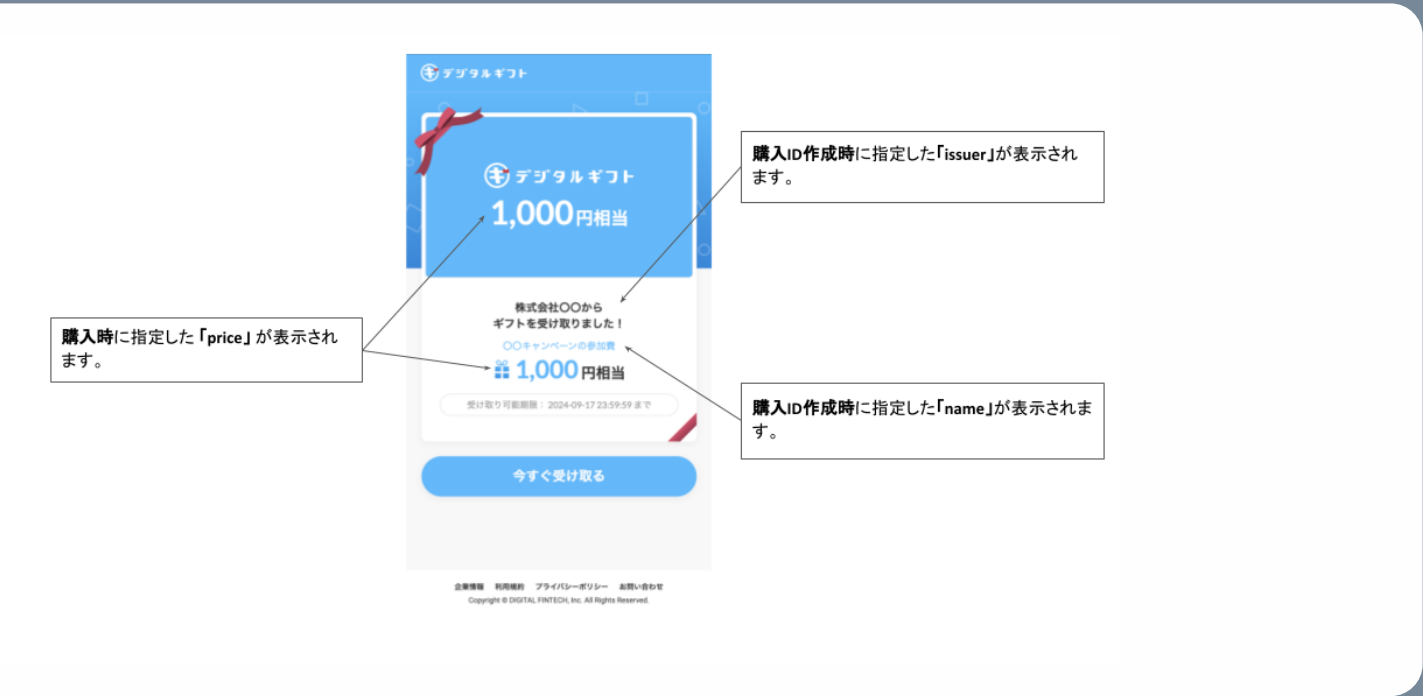 デジタルギフト
デジタルギフト
1,000円相当
購入ID作成時に指定した「issuer」が表示され
ます。
購入時に指定した「price」が表示され
ます。
株式会社〇〇から
ギフトを受け取りました！
〇〇キャンペーンの参加費
1,000円相当
受け取り可能期限：2024-09-17 23:59:59 まで
購入ID作成時に指定した「name」が表示されま
す。
今すぐ受け取る
企業情報 利用規約 プライバシーポリシー お問い合わせ
Copyright © DIGITAL FINTECH, Inc. All Rights Reserved.